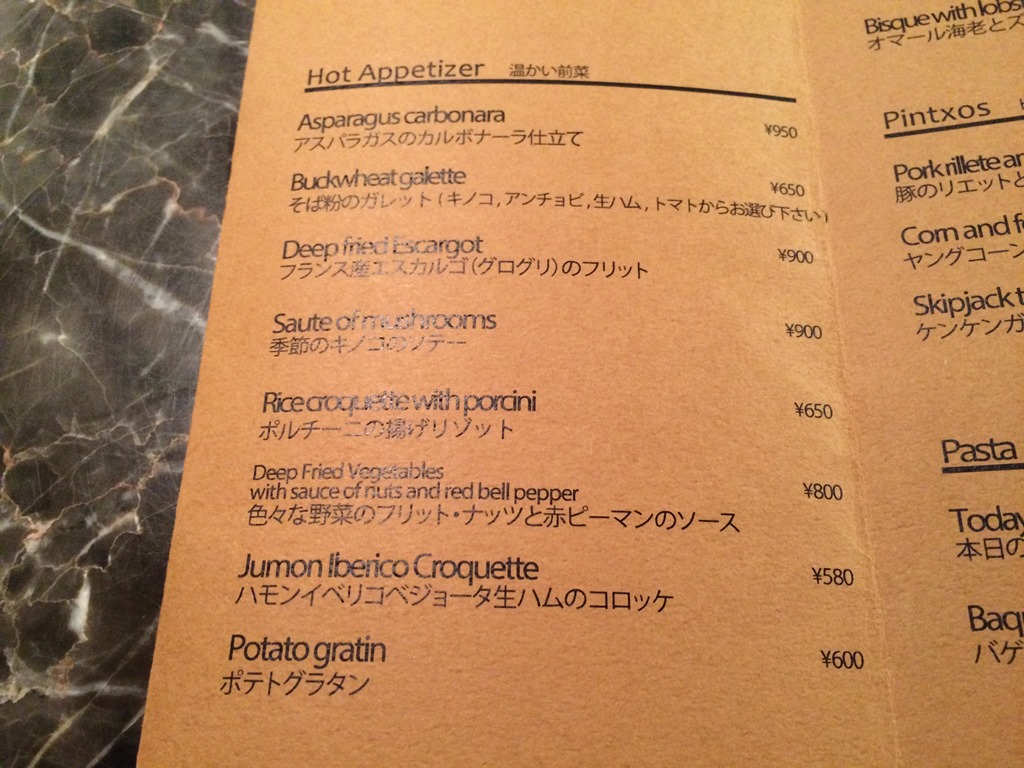 Hot Appetizer 温かい前菜
Asparagus carbonara ¥950
アスパラガスのカルボナーラ仕立て
Buckwheat galette ¥650
そば粉のガレット（キノコ,アンチョビ,生ハム,トマトからお選び下さい）
Deep fried Escargot ¥900
フランス産エスカルゴ（グログリ）のフリット
Saute of mushrooms ¥900
季節のキノコのソテー
Rice croquette with porcini ¥650
ポルチーニの揚げリゾット
Deep Fried Vegetables
with sauce of nuts and red bell pepper ¥800
色々な野菜のフリット・ナッツと赤ピーマンのソース
Jumon Iberico Croquette ¥580
ハモンイベリコベジョータ生ハムのコロッケ
Potato gratin ¥600
ポテトグラタン
Bisque with lobs
オマール海老とス
Pintxos
Pork rillete an
豚のリエットと
Corn and f
ヤングコーン
Skipjack t
ケンケンガ
Pasta
Today
本日の
Baq
バゲ